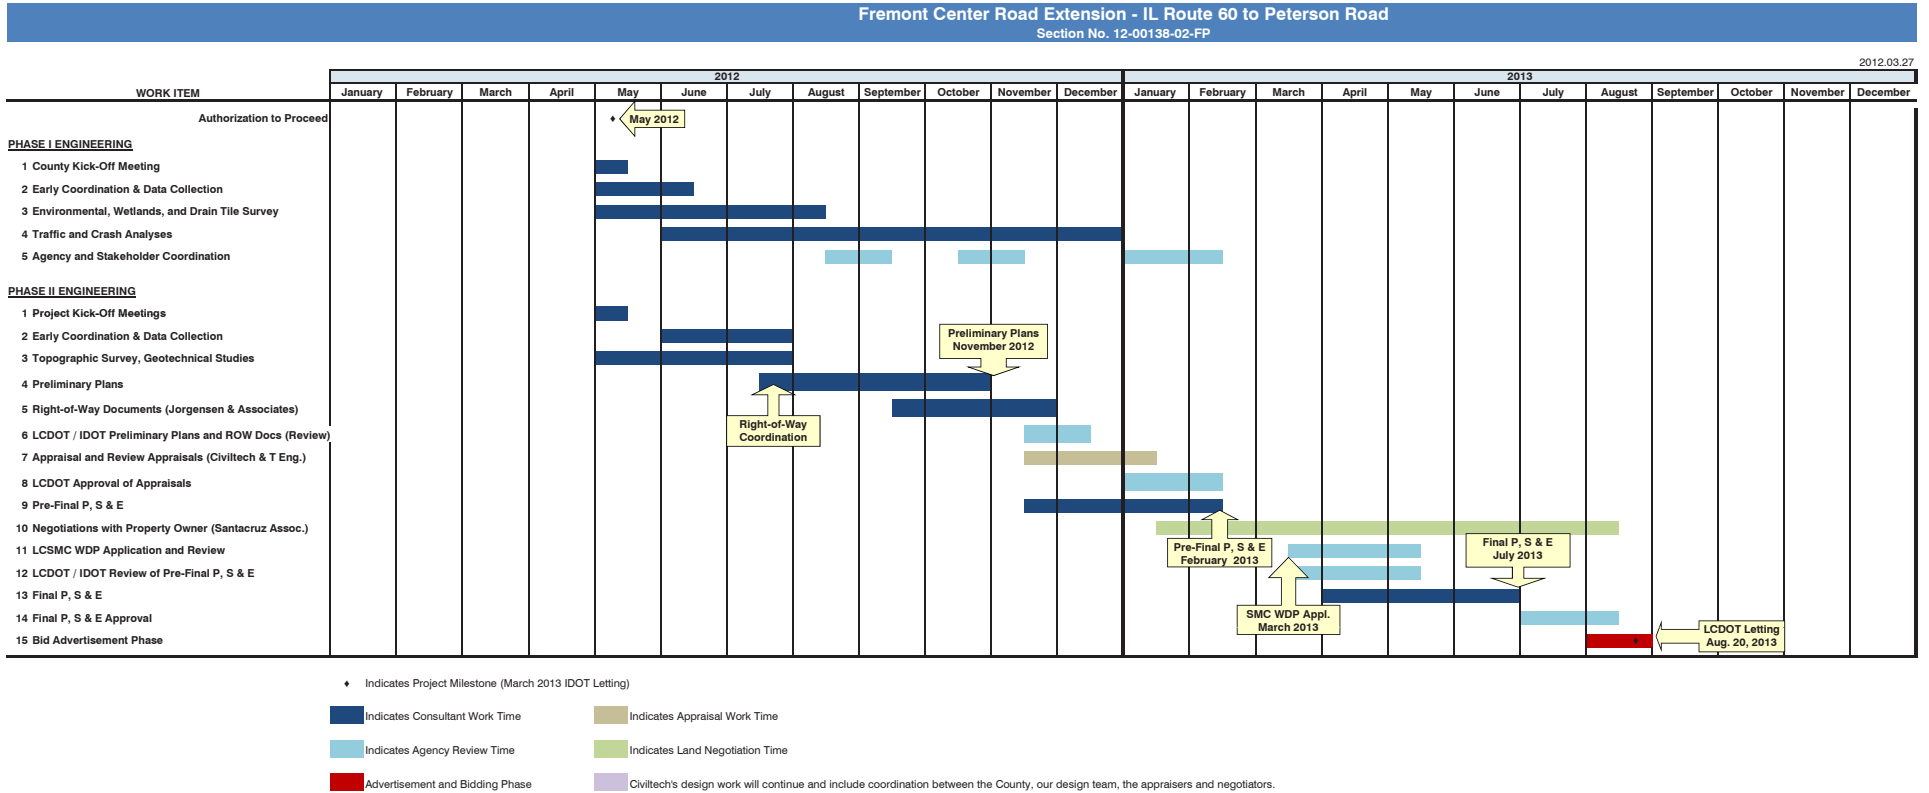 Fremont Center Road Extension - IL Route 60 to Peterson Road
Section No. 12-00138-02-FP
2012.03.27
2012 2013
WORK ITEM January February March April May June July August September October November December January February March April May June July August September October November December
Authorization to Proceed May 2012
PHASE I ENGINEERING
1 County Kick-Off Meeting
2 Early Coordination & Data Collection
3 Environmental, Wetlands, and Drain Tile Survey
4 Traffic and Crash Analyses
5 Agency and Stakeholder Coordination
PHASE II ENGINEERING
1 Project Kick-Off Meetings
2 Early Coordination & Data Collection
Preliminary Plans
November 2012
3 Topographic Survey, Geotechnical Studies
4 Preliminary Plans
5 Right-of-Way Documents (Jorgensen & Associates)
Right-of-Way
Coordination
6 LCDOT / IDOT Preliminary Plans and ROW Docs (Review)
7 Appraisal and Review Appraisals (Civiltech & T Eng.)
8 LCDOT Approval of Appraisals
9 Pre-Final P, S & E
10 Negotiations with Property Owner (Santacruz Assoc.)
Pre-Final P, S & E
February 2013
Final P, S & E
July 2013
11 LCSMC WDP Application and Review
12 LCDOT / IDOT Review of Pre-Final P, S & E
13 Final P, S & E
14 Final P, S & E Approval
SMC WDP Appl.
March 2013
15 Bid Advertisement Phase
LCDOT Letting
Aug. 20, 2013
Indicates Project Milestone (March 2013 IDOT Letting)
Indicates Consultant Work Time Indicates Appraisal Work Time
Indicates Agency Review Time Indicates Land Negotiation Time
Advertisement and Bidding Phase Civiltech's design work will continue and include coordination between the County, our design team, the appraisers and negotiators.